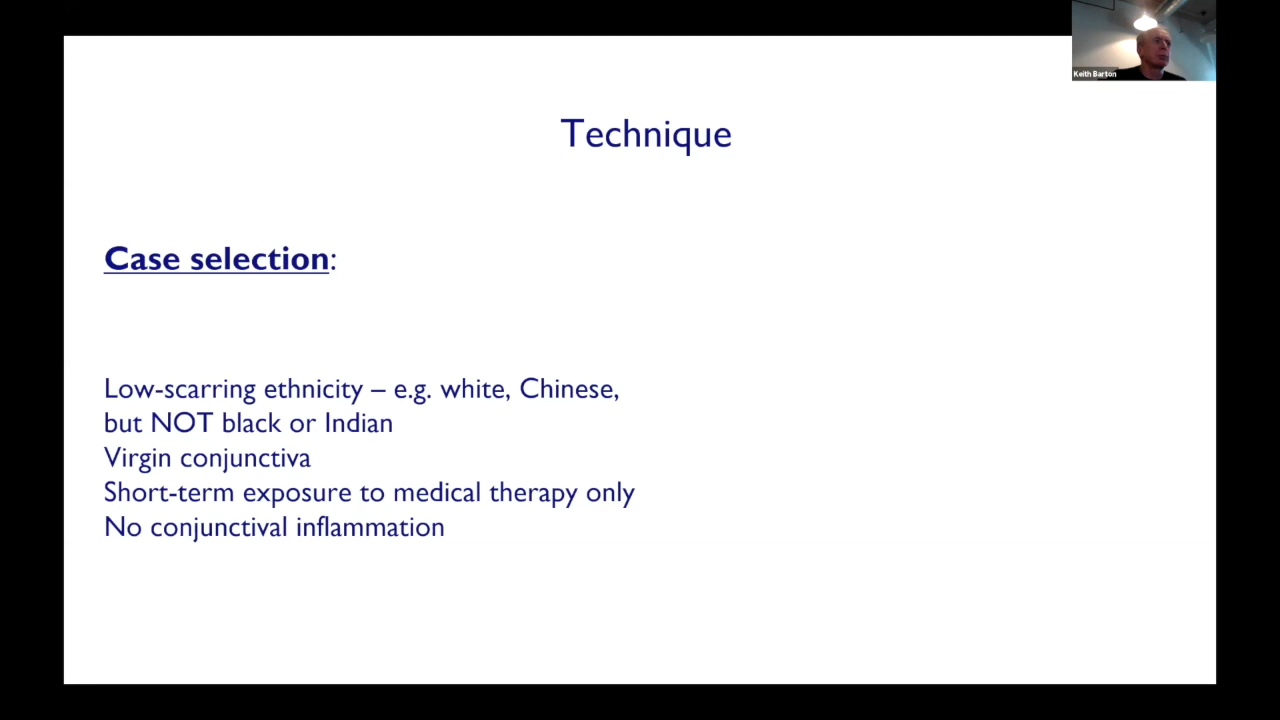 Keith Barton
Technique
Case selection:
Low-scarring ethnicity – e.g. white, Chinese,
but NOT black or Indian
Virgin conjunctiva
Short-term exposure to medical therapy only
No conjunctival inflammation